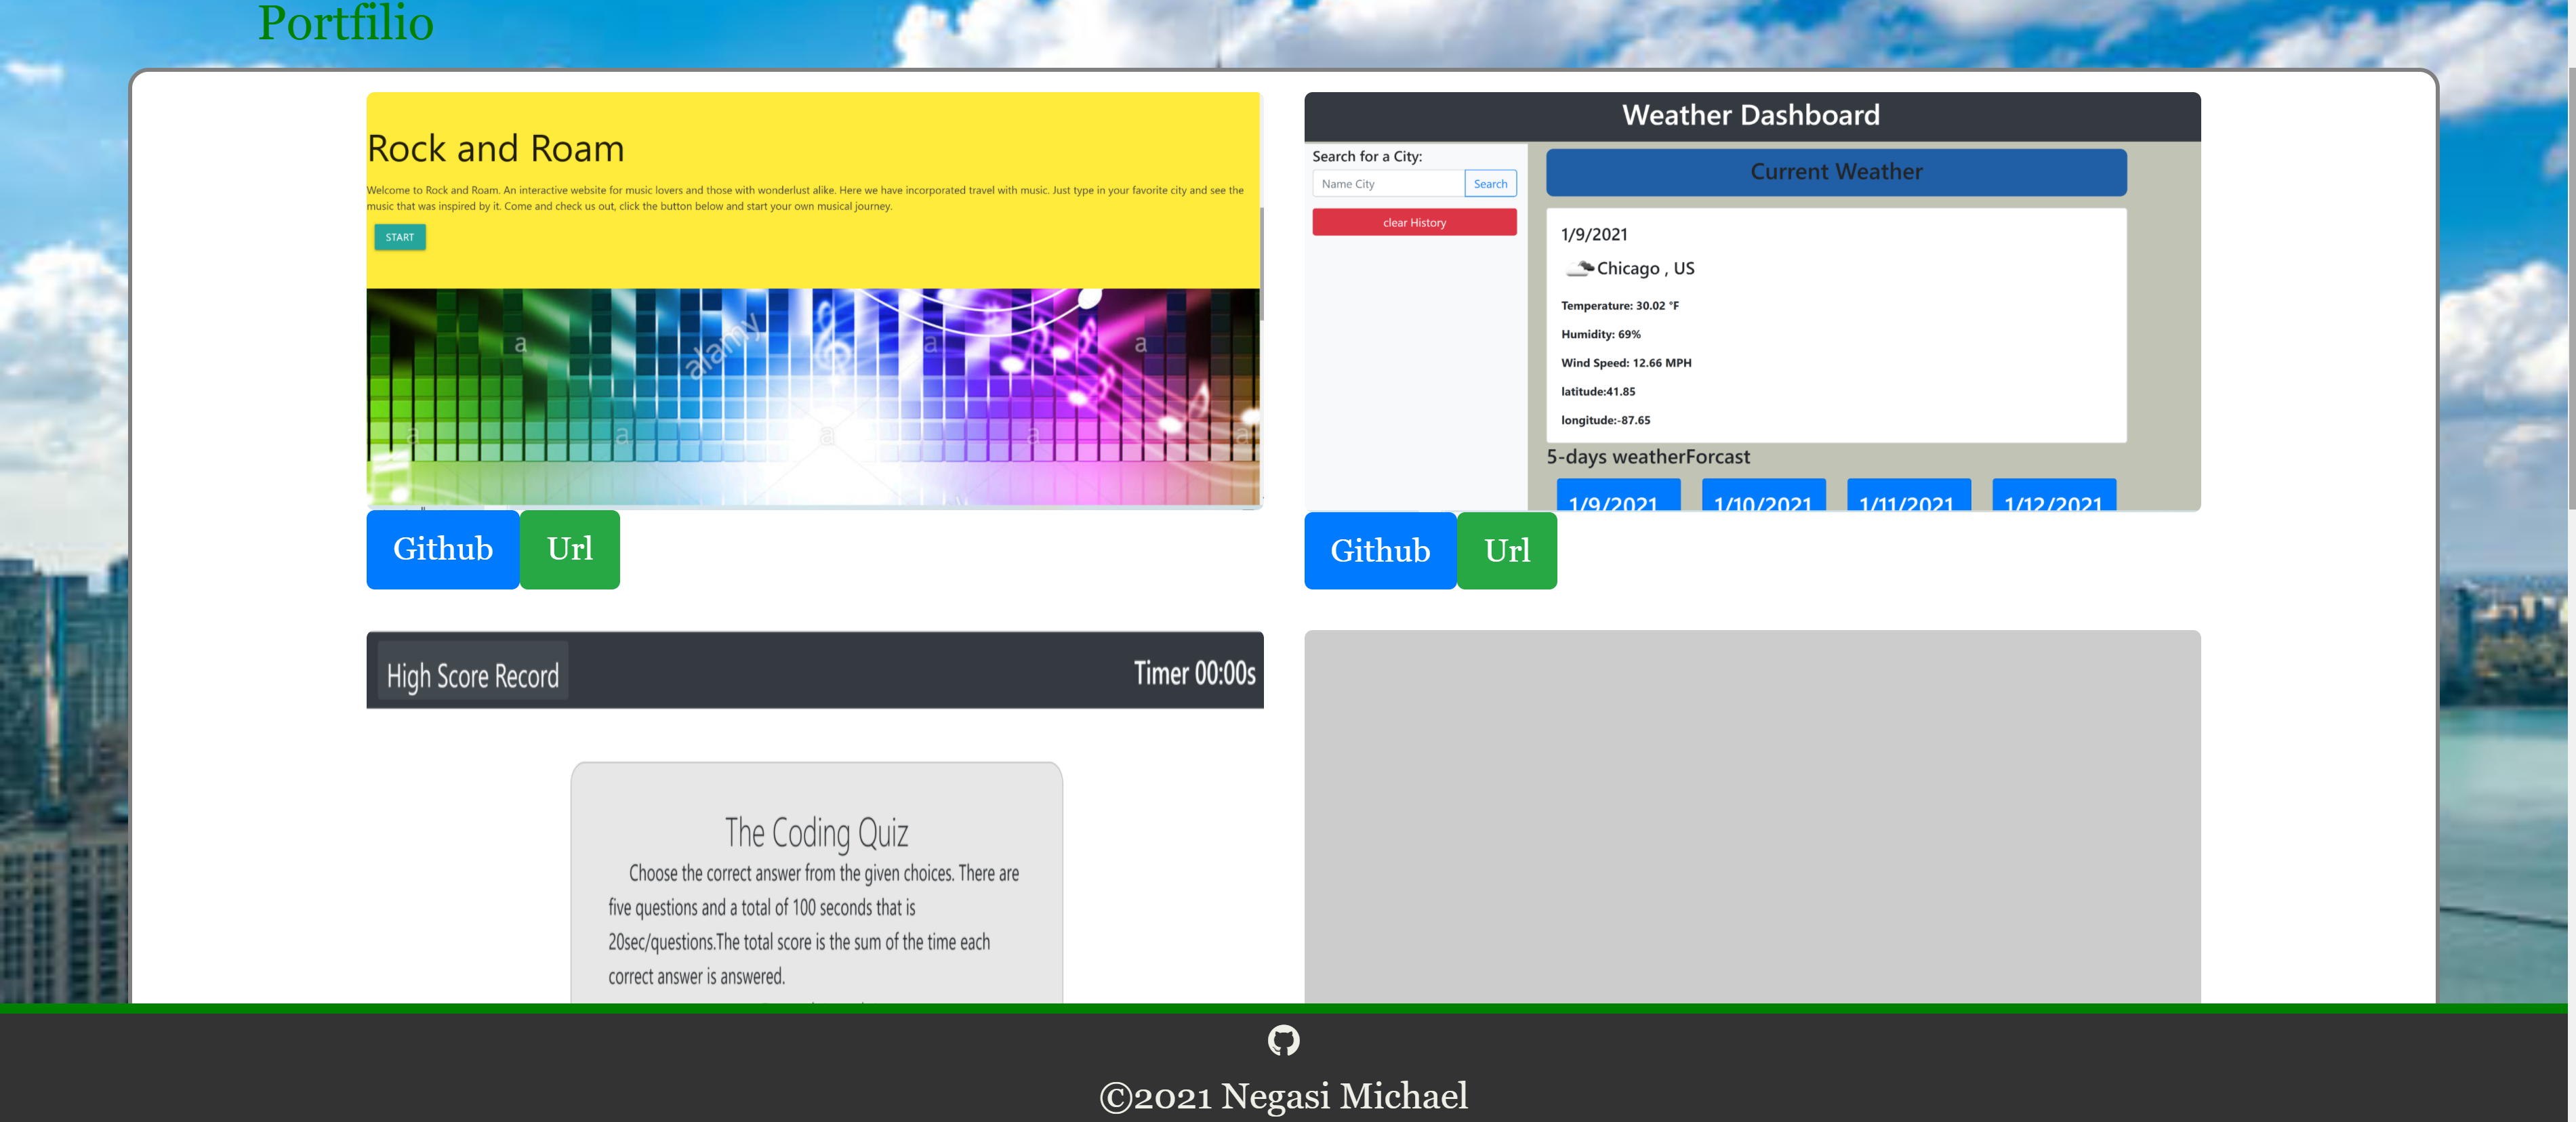 Portfilio
Rock and Roam
Welcome to Rock and Roam. An interactive website for music lovers and those with wonderlust alike. Here we have incorporated travel with music. Just type in your favorite city and see the
music that was inspired by it. Come and check us out, click the button below and start your own musical journey.
START
alamy
a
a
a
a
a
a
a
a
Github Url
Weather Dashboard
Search for a City:
Name City Search
clear History
Current Weather
1/9/2021
Chicago , US
Temperature: 30.02 °F
Humidity: 69%
Wind Speed: 12.66 MPH
latitude:41.85
longitude:-87.65
5-days weatherForcast
1/9/2021 1/10/2021 1/11/2021 1/12/2021
Github Url
High Score Record Timer 00:00s
The Coding Quiz
Choose the correct answer from the given choices. There are
five questions and a total of 100 seconds that is
20sec/questions.The total score is the sum of the time each
correct answer is answered.
©2021 Negasi Michael